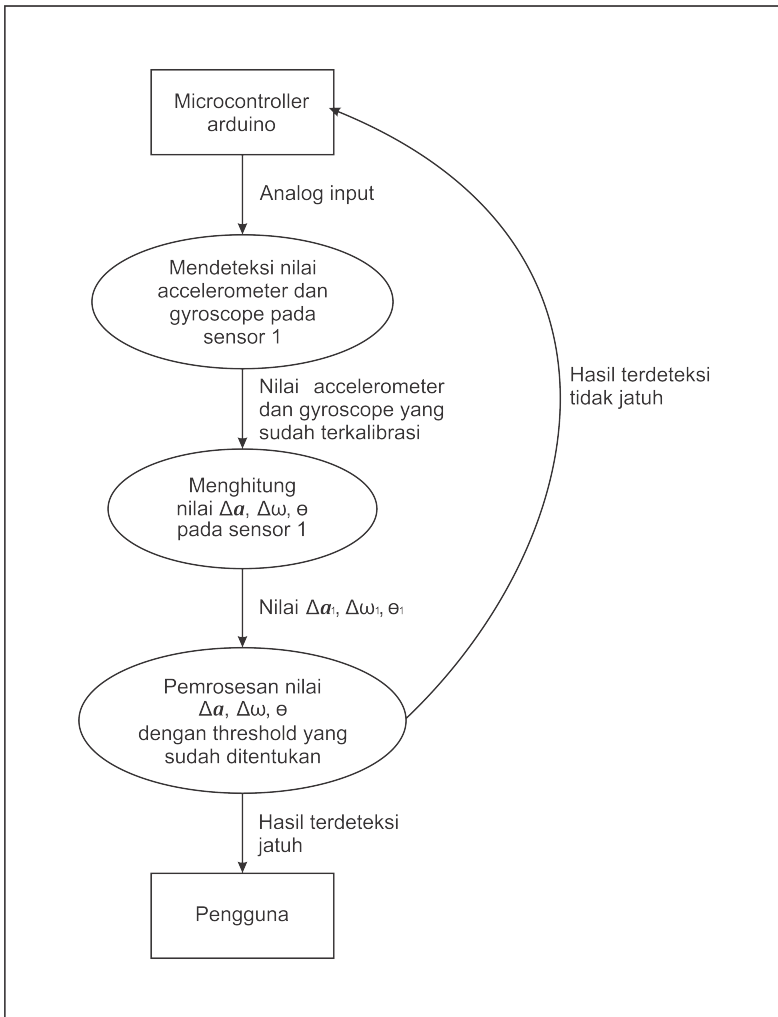 Microcontroller
arduino
Analog input
Mendeteksi nilai
accelerometer dan
gyroscope pada
sensor 1
Nilai accelerometer
dan gyroscope yang
sudah terkalibrasi
Hasil terdeteksi
tidak jatuh
Menghitung
nilai Δa, Δω, ɵ
pada sensor 1
Nilai Δa₁, Δω₁, ɵ₁
Pemrosesan nilai
Δa, Δω, ɵ
dengan threshold yang
sudah ditentukan
Hasil terdeteksi
jatuh
Pengguna